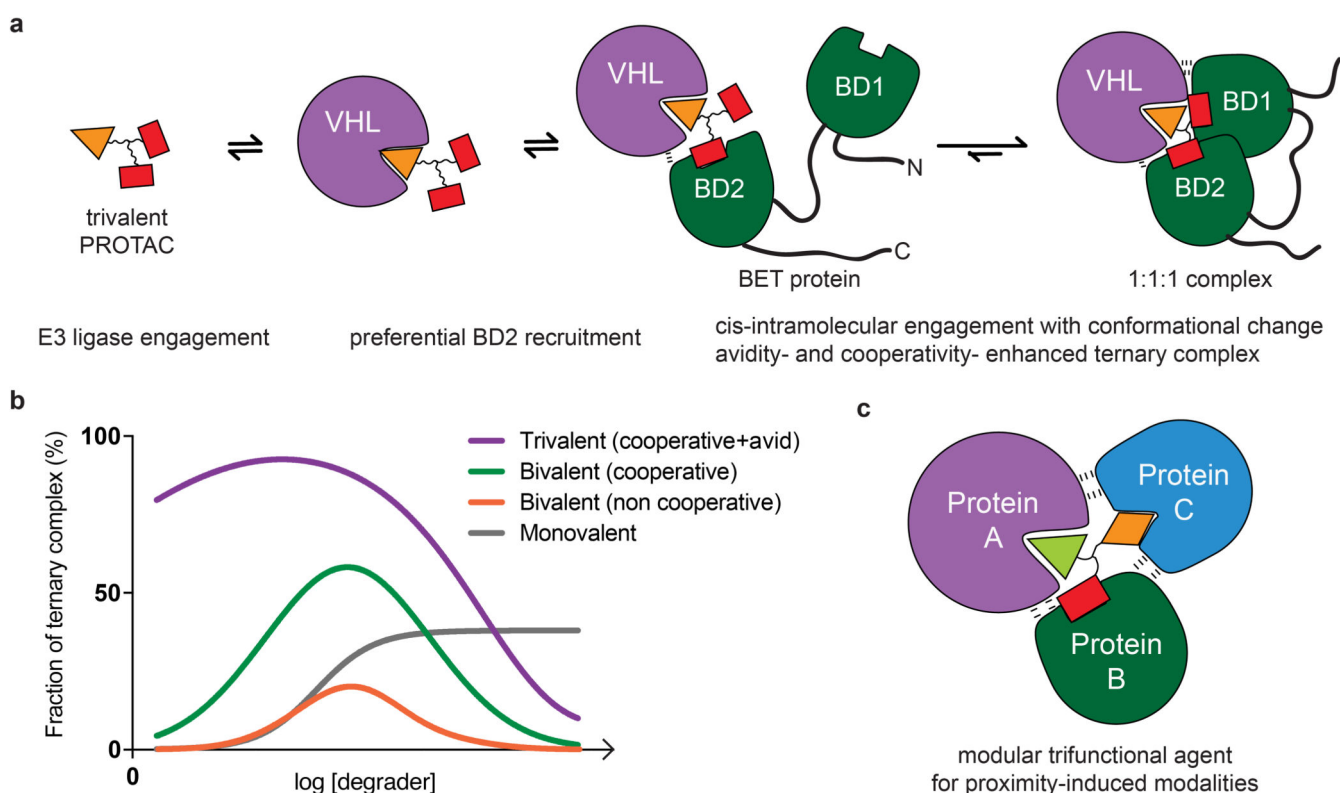 a
VHL
trivalent
PROTAC
VHL
BD2
BD1
N
C
BET protein
VHL
BD1
BD2
1:1:1 complex
E3 ligase engagement
preferential BD2 recruitment
cis-intramolecular engagement with conformational change
avidity- and cooperativity- enhanced ternary complex
b
Fraction of ternary complex (%)
100
50
0
0
log [degrader]
Trivalent (cooperative+avid)
Bivalent (cooperative)
Bivalent (non cooperative)
Monovalent
c
Protein
A
Protein
C
Protein
B
modular trifunctional agent
for proximity-induced modalities